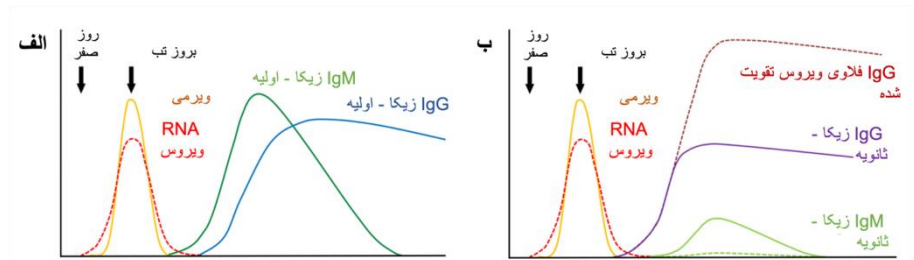 الف
روز
صفر
بروز تب
ویرمی
RNA
ویروس
IgM زیکا - اولیه
IgG زیکا - اولیه
ب
روز
صفر
بروز تب
ویرمی
RNA
ویروس
IgG فلاوی ویروس تقویت
شده
IgG زیکا -
ثانویه
IgM زیکا -
ثانویه